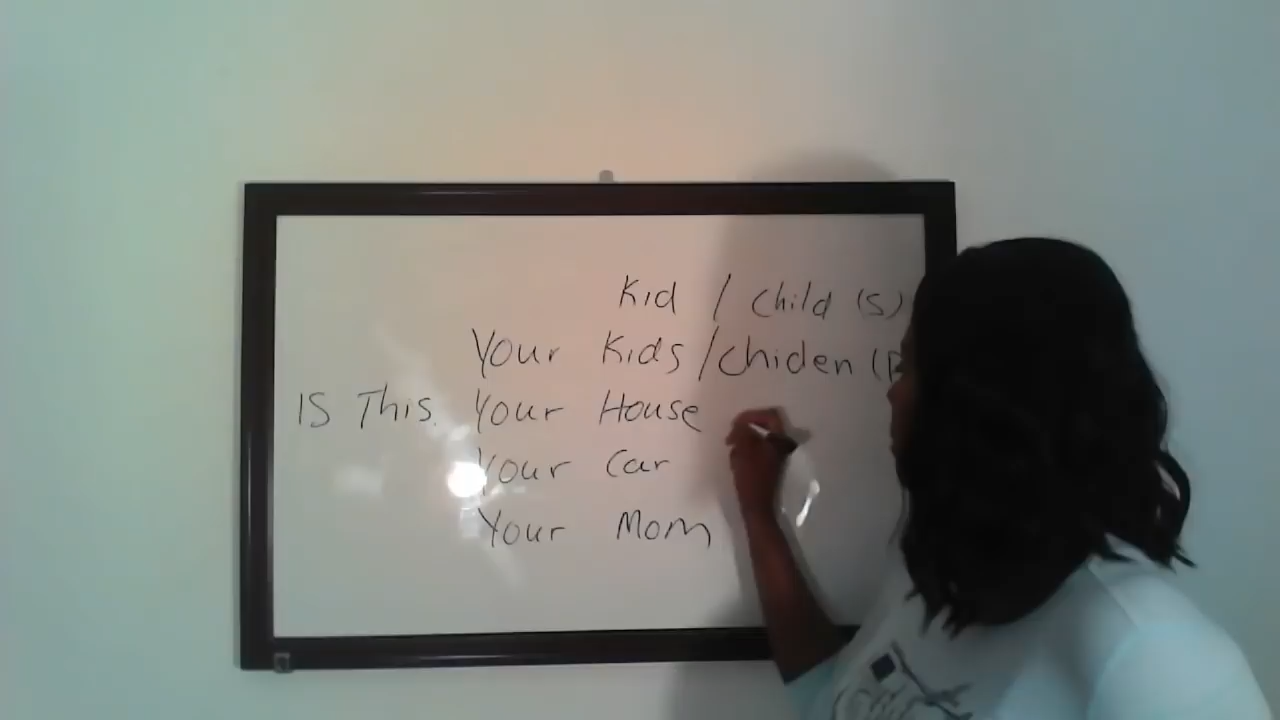 Kid / child (s)
Your Kids / chiden (P
IS This. Your House
Your Car
Your Mom